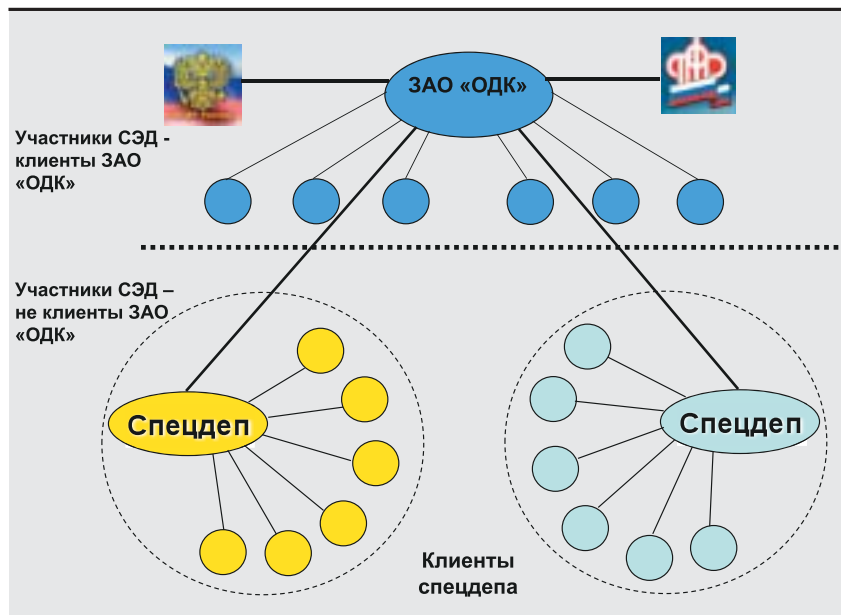 ЗАО «ОДК»
Участники СЭД -
клиенты ЗАО
«ОДК»
Участники СЭД –
не клиенты ЗАО
«ОДК»
Спецдеп
Спецдеп
Клиенты
спецдепа